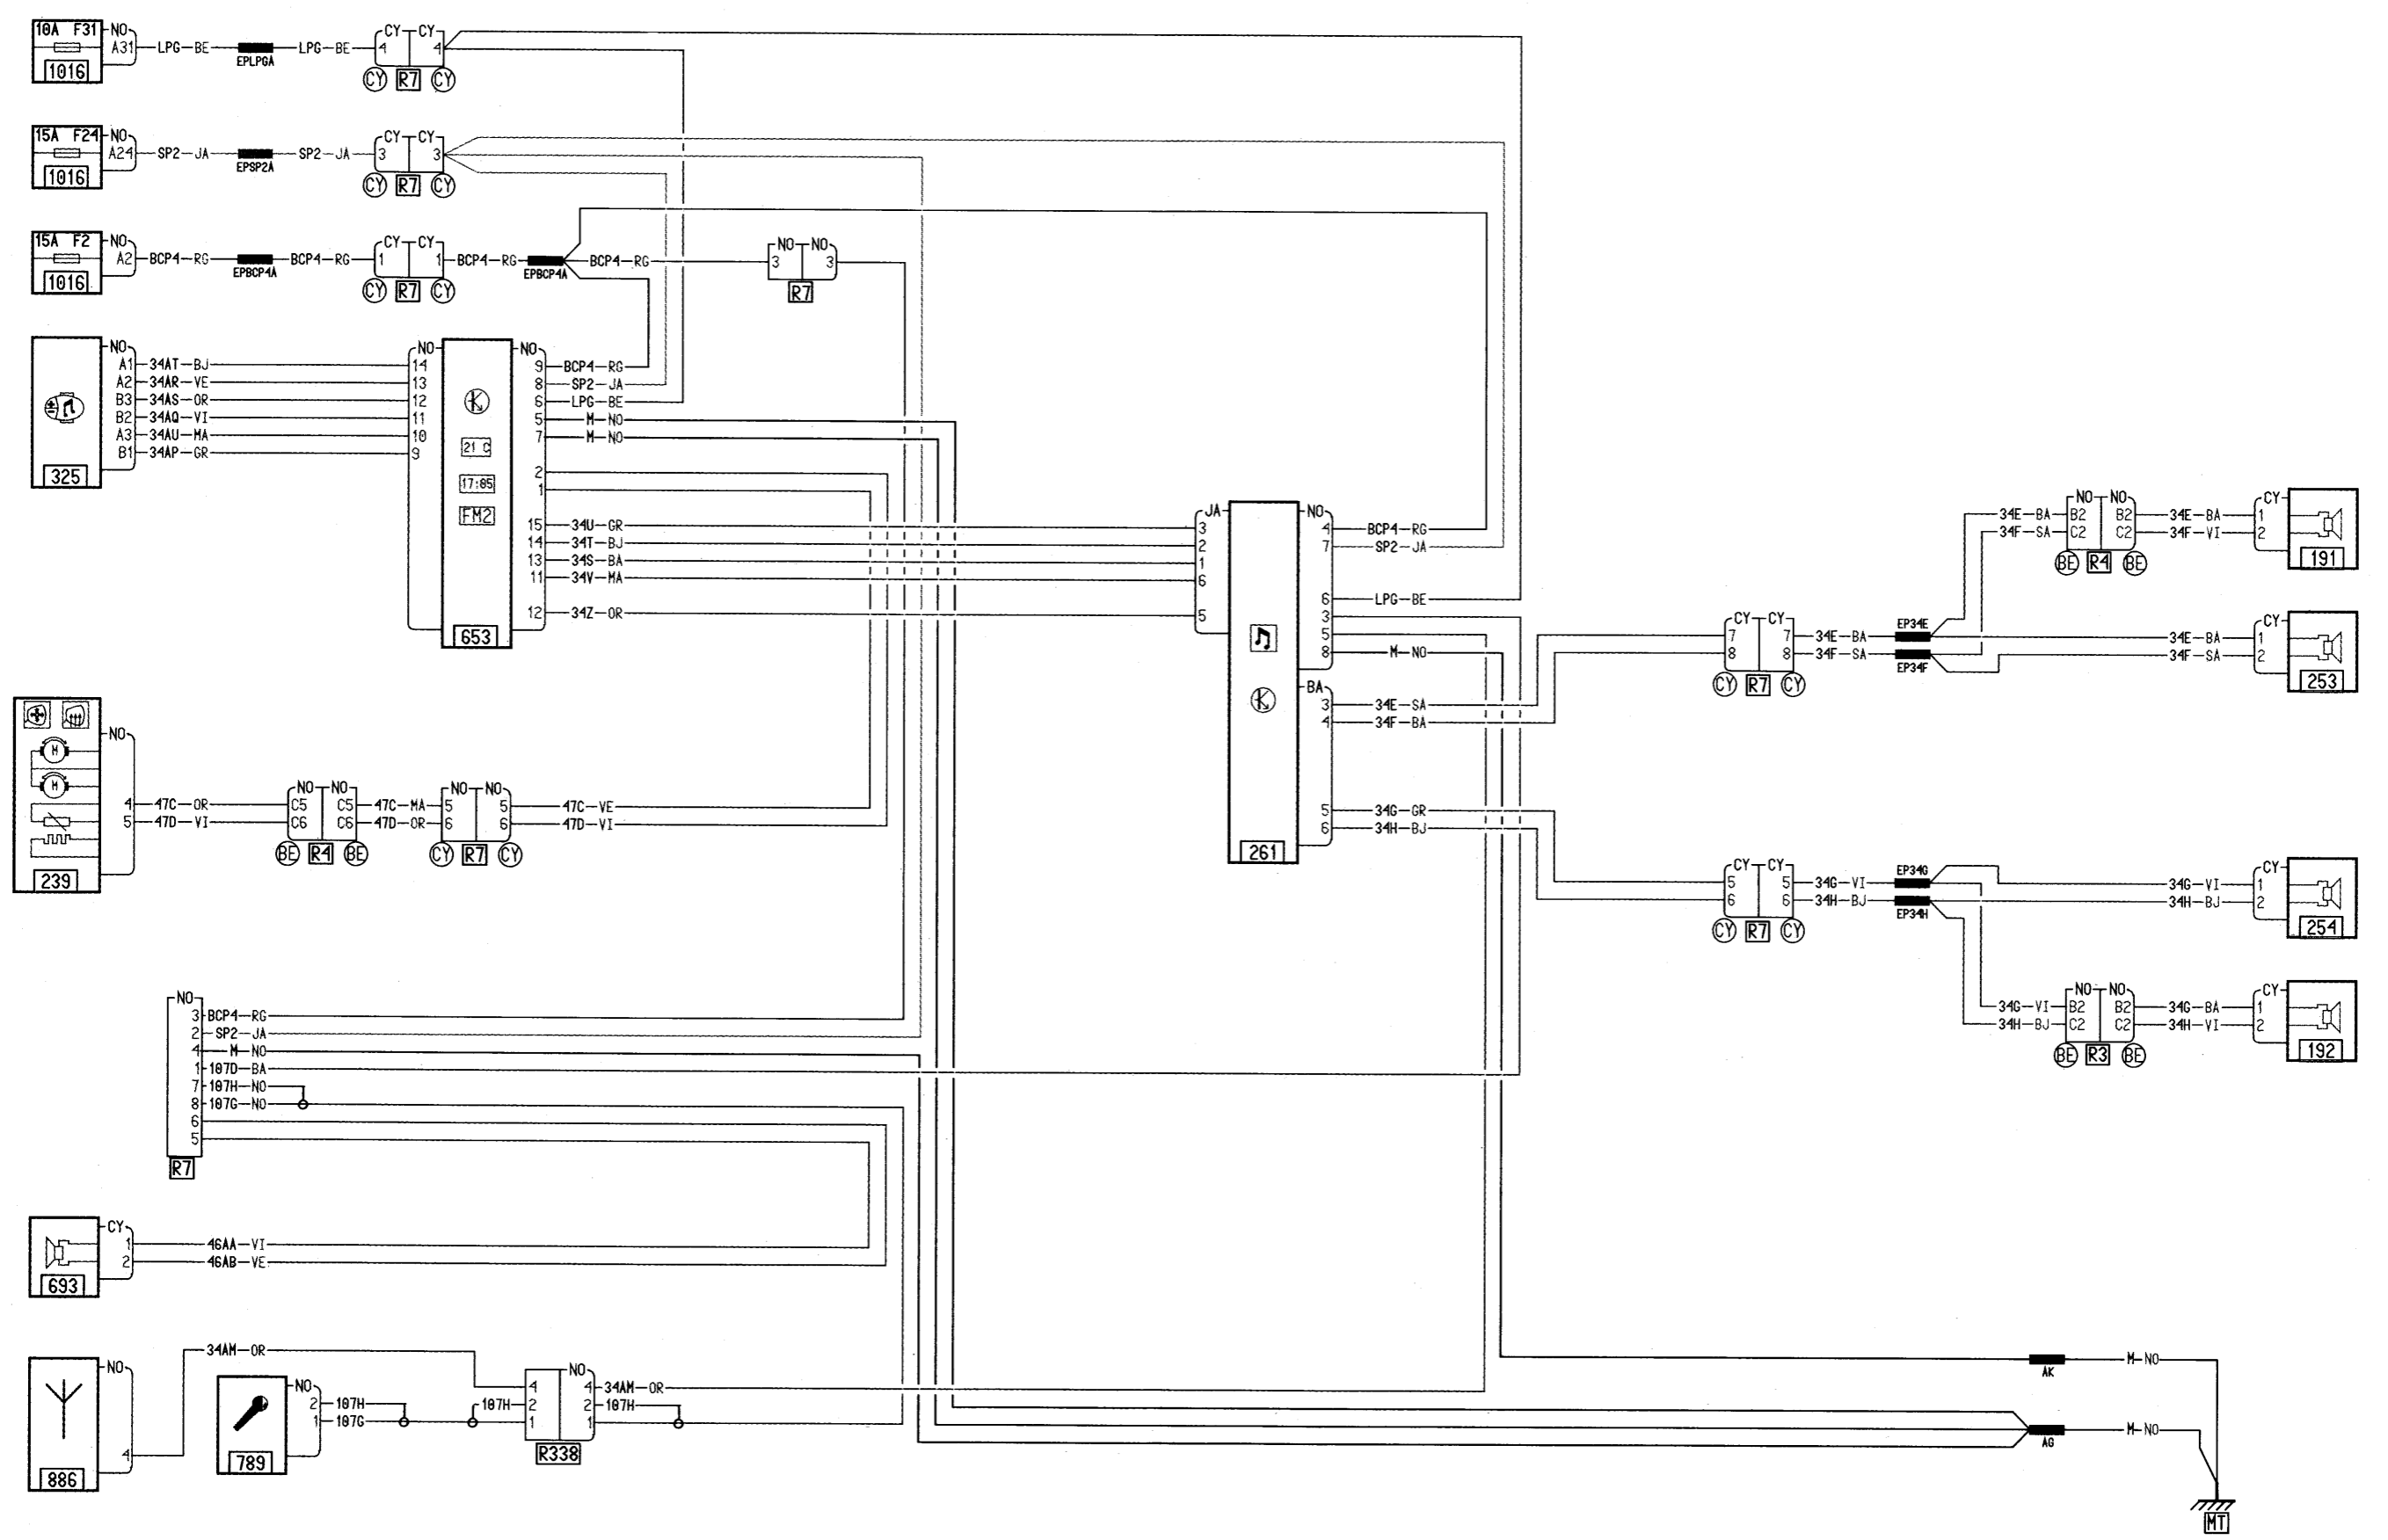 10A F31 NO
A31 LPG-BE EPLPGA LPG-BE CY CY 4 4
1016 CY R7 CY
15A F24 NO
A24 SP2-JA EPSP2A SP2-JA CY CY 3 3
1016 CY R7 CY
15A F2 NO
A2 BCP4-RG EPBCP4A BCP4-RG CY CY 1 1 BCP4-RG EPBCP4A BCP4-RG NO NO 3 3
1016 CY R7 CY R7
NO NO NO
A1 34AT-BJ 14 9 BCP4-RG
A2 34AR-VE 13 8 SP2-JA
B3 34AS-OR 12 6 LPG-BE
B2 34AQ-VI 11 5 M-NO
A3 34AU-MA 10 7 M-NO
B1 34AP-GR 9
325
21 C
17:85
FM2
2
1
15 34U-GR
14 34T-BJ
13 34S-BA
11 34V-MA
12 34Z-OR
653
JA NO
3 4 BCP4-RG
2 7 SP2-JA
1
6 6 LPG-BE
5 3
5
8 M-NO
BA
3 34E-SA
4 34F-BA
5 34G-GR
6 34H-BJ
261
CY CY
7 7 34E-BA EP34E
8 8 34F-SA EP34F
CY R7 CY
34E-BA NO NO B2 B2 34E-BA CY 1
34F-SA C2 C2 34F-VI 2
BE R4 BE 191
34E-BA CY 1
34F-SA 2
253
CY CY
5 5 34G-VI EP34G
6 6 34H-BJ EP34H
CY R7 CY
34G-VI CY 1
34H-BJ 2
254
34G-VI NO NO B2 B2 34G-BA CY 1
34H-BJ C2 C2 34H-VI 2
BE R3 BE 192
M
M
NO
4 47C-OR NO NO C5 C5 47C-MA NO NO 5 5 47C-VE
5 47D-VI C6 C6 47D-OR 6 6 47D-VI
BE R4 BE CY R7 CY
239
NO
3 BCP4-RG
2 SP2-JA
4 M-NO
1 107D-BA
7 107H-NO
8 107G-NO
6
5
R7
CY
1 46AA-VI
2 46AB-VE
693
NO 34AM-OR
4
886
NO
2 107H
1 107G
789
NO
4 4 34AM-OR
107H 2 2 107H
1 1
R338
AK M-NO
AG M-NO
MT